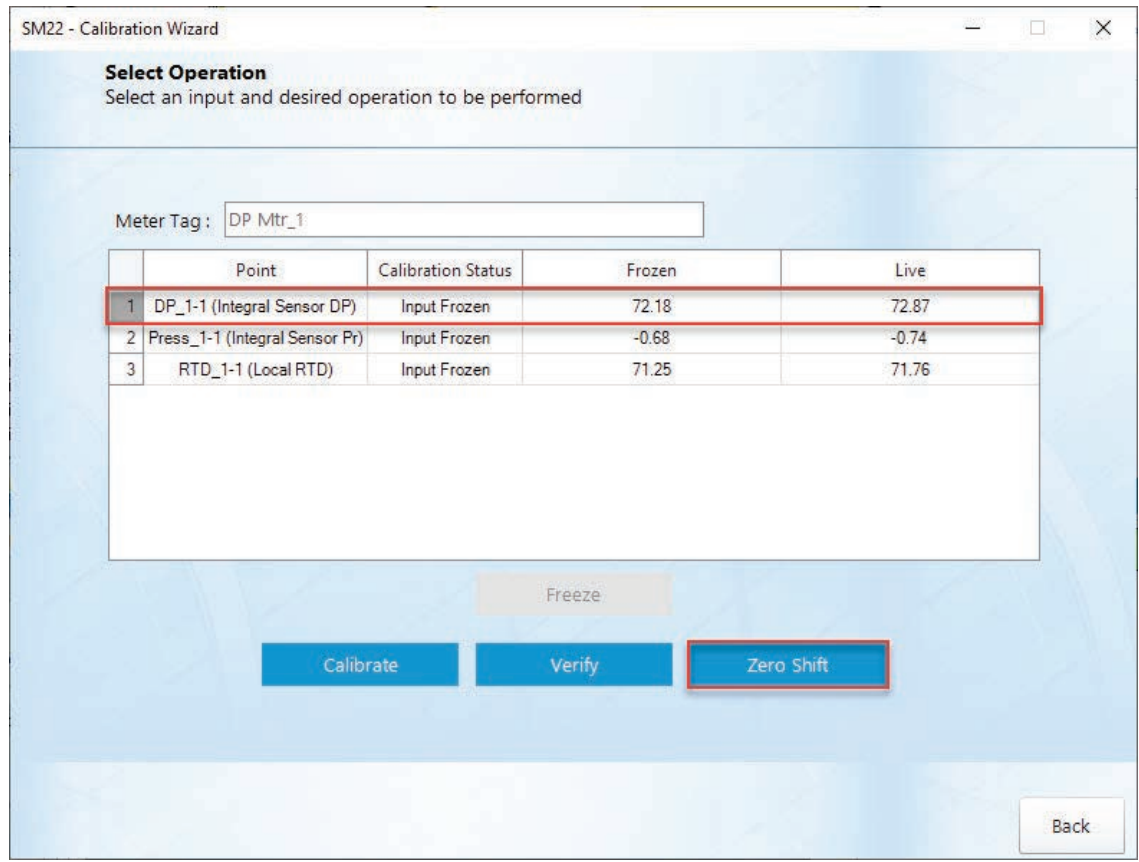 SM22 - Calibration Wizard
Select Operation
Select an input and desired operation to be performed
Meter Tag : DP Mtr_1
Point Calibration Status Frozen Live
1 DP_1-1 (Integral Sensor DP) Input Frozen 72.18 72.87
2 Press_1-1 (Integral Sensor Pr) Input Frozen -0.68 -0.74
3 RTD_1-1 (Local RTD) Input Frozen 71.25 71.76
Freeze
Calibrate Verify Zero Shift
Back